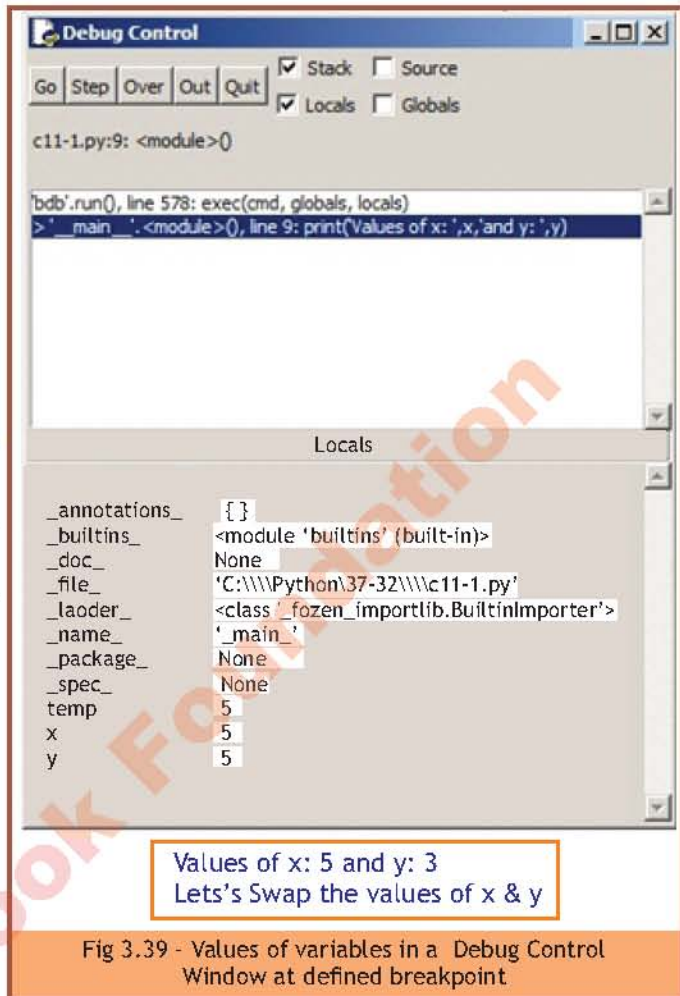 Debug Control
Go Step Over Out Quit
Stack Source
Locals Globals
c11-1.py:9: <module>()
'bdb'.run(), line 578: exec(cmd, globals, locals)
> '__main__'.<module>(), line 9: print('Values of x: ',x,'and y: ',y)
Locals
_annotations_ {}
_builtins_ <module ‘builtins’ (built-in)>
_doc_ None
_file_ ‘C:\\\\Python\37-32\\\\c11-1.py’
_laoder_ <class ‘_fozen_importlib.BuiltinImporter’>
_name_ ‘_main_’
_package_ None
_spec_ None
temp 5
x 5
y 5
Values of x: 5 and y: 3
Lets's Swap the values of x & y
Fig 3.39 - Values of variables in a Debug Control
Window at defined breakpoint
ook Foundation